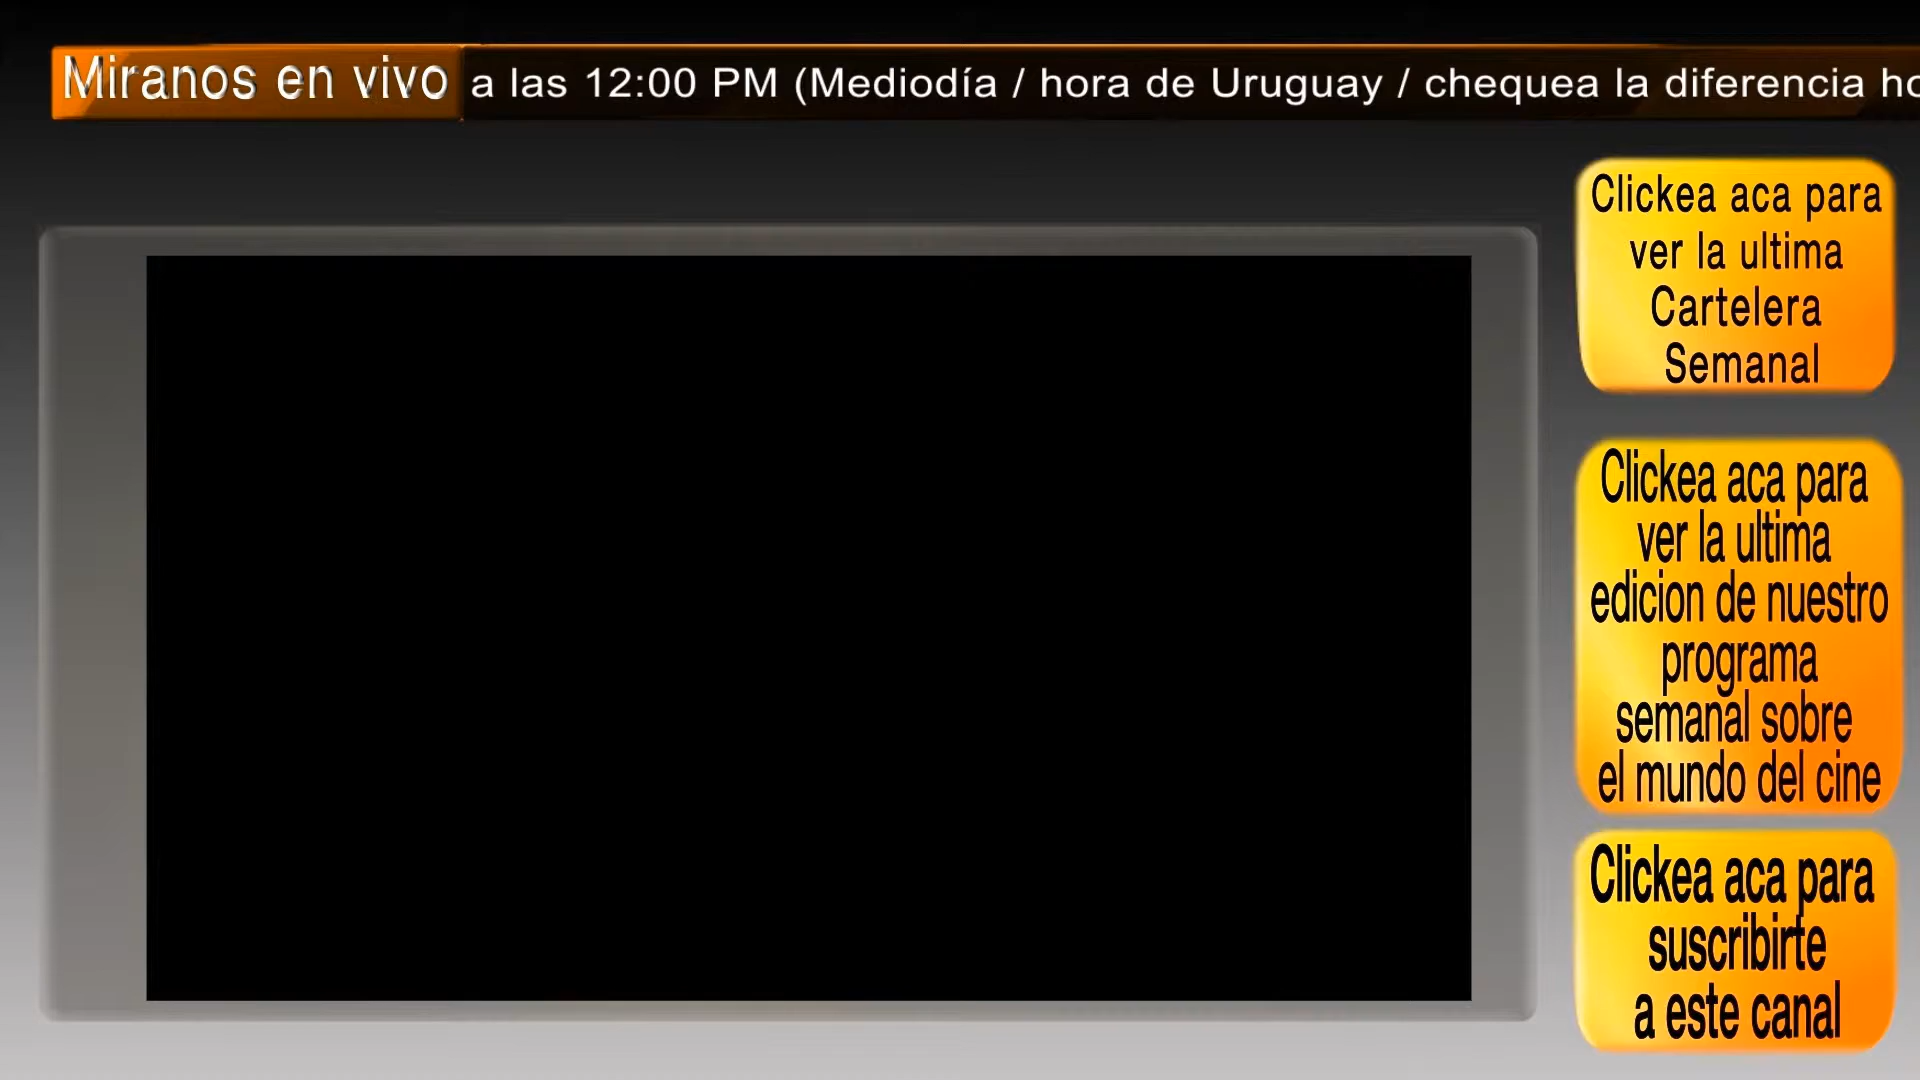 Miranos en vivo a las 12:00 PM (Mediodía / hora de Uruguay / chequea la diferencia
Clickea aca para
ver la ultima
Cartelera
Semanal
Clickea aca para
ver la ultima
edicion de nuestro
programa
semanal sobre
el mundo del cine
Clickea aca para
suscribirte
a este canal